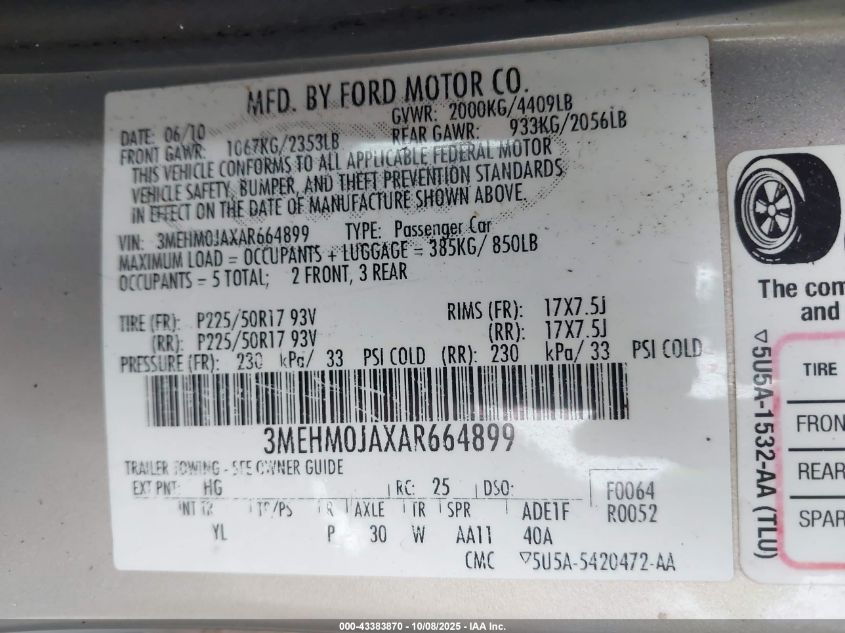 MFD. BY FORD MOTOR CO.
DATE: 06/10 GVWR: 2000KG/4409LB
FRONT GAWR: 1067KG/2353LB REAR GAWR: 933KG/2056LB
THIS VEHICLE CONFORMS TO ALL APPLICABLE FEDERAL MOTOR
VEHICLE SAFETY, BUMPER, AND THEFT PREVENTION STANDARDS
IN EFFECT ON THE DATE OF MANUFACTURE SHOWN ABOVE.
VIN: 3MEHM0JAXAR664899 TYPE: Passenger Car
MAXIMUM LOAD = OCCUPANTS + LUGGAGE = 385KG/ 850LB
OCCUPANTS = 5 TOTAL; 2 FRONT, 3 REAR
TIRE (FR): P225/50R17 93V RIMS (FR): 17X7.5J
(RR): P225/50R17 93V (RR): 17X7.5J
PRESSURE (FR): 230 kPa/ 33 PSI COLD (RR): 230 kPa/ 33 PSI COLD
3MEHM0JAXAR664899
TRAILER TOWING - SEE OWNER GUIDE
EXT PNT: HG RC: 25 DSO: F0064
INT TR TP/PS R AXLE TR SPR ADE1F R0052
YL P 30 W AA11 40A
CMC ▽5U5A-5420472-AA
▽5U5A-1532-AA (TLU)
The com
and
TIRE
FRON
REAR
SPAR
000-43383870 - 10/08/2025 - IAA Inc.